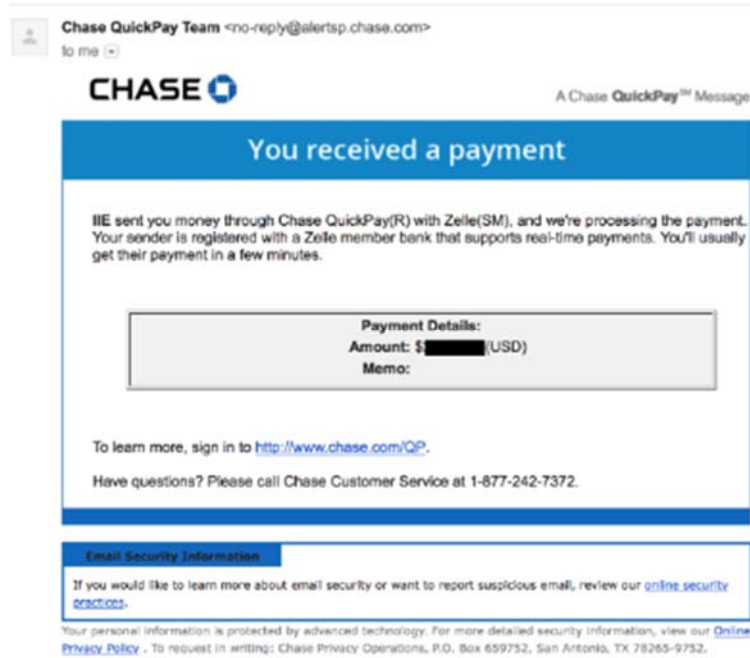 Chase QuickPay Team <no-reply@alertsp.chase.com>
to me
CHASE
A Chase QuickPay℠ Message
You received a payment
IIE sent you money through Chase QuickPay(R) with Zelle(SM), and we're processing the payment.
Your sender is registered with a Zelle member bank that supports real-time payments. You'll usually
get their payment in a few minutes.
Payment Details:
Amount: $ (USD)
Memo:
To learn more, sign in to http://www.chase.com/QP.
Have questions? Please call Chase Customer Service at 1-877-242-7372.
Email Security Information
If you would like to learn more about email security or want to report suspicious email, review our online security
practices.
Your personal information is protected by advanced technology. For more detailed security information, view our Online
Privacy Policy . To request in writing: Chase Privacy Operations, P.O. Box 659752, San Antonio, TX 78265-9752.